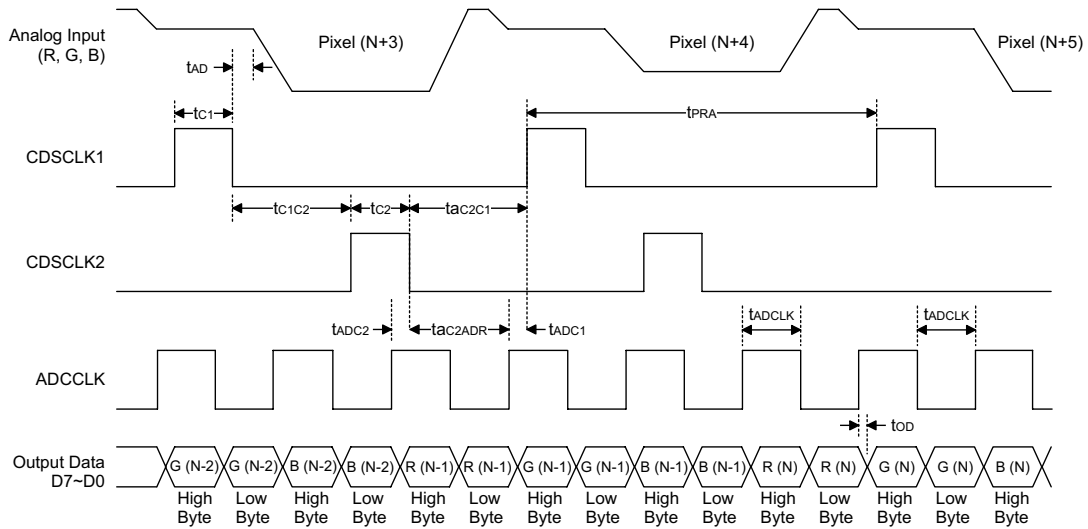 Analog Input
(R, G, B)
Pixel (N+3)
Pixel (N+4)
Pixel (N+5)
tAD
tC1
tPRA
CDSCLK1
tC1C2
tC2
taC2C1
CDSCLK2
tADC2
taC2ADR
tADC1
tADCLK
tADCLK
ADCCLK
tOD
Output Data
D7~D0
G (N-2) G (N-2) B (N-2) B (N-2) R (N-1) R (N-1) G (N-1) G (N-1) B (N-1) B (N-1) R (N) R (N) G (N) G (N) B (N)
High Low High Low High Low High Low High Low High Low High Low High
Byte Byte Byte Byte Byte Byte Byte Byte Byte Byte Byte Byte Byte Byte Byte